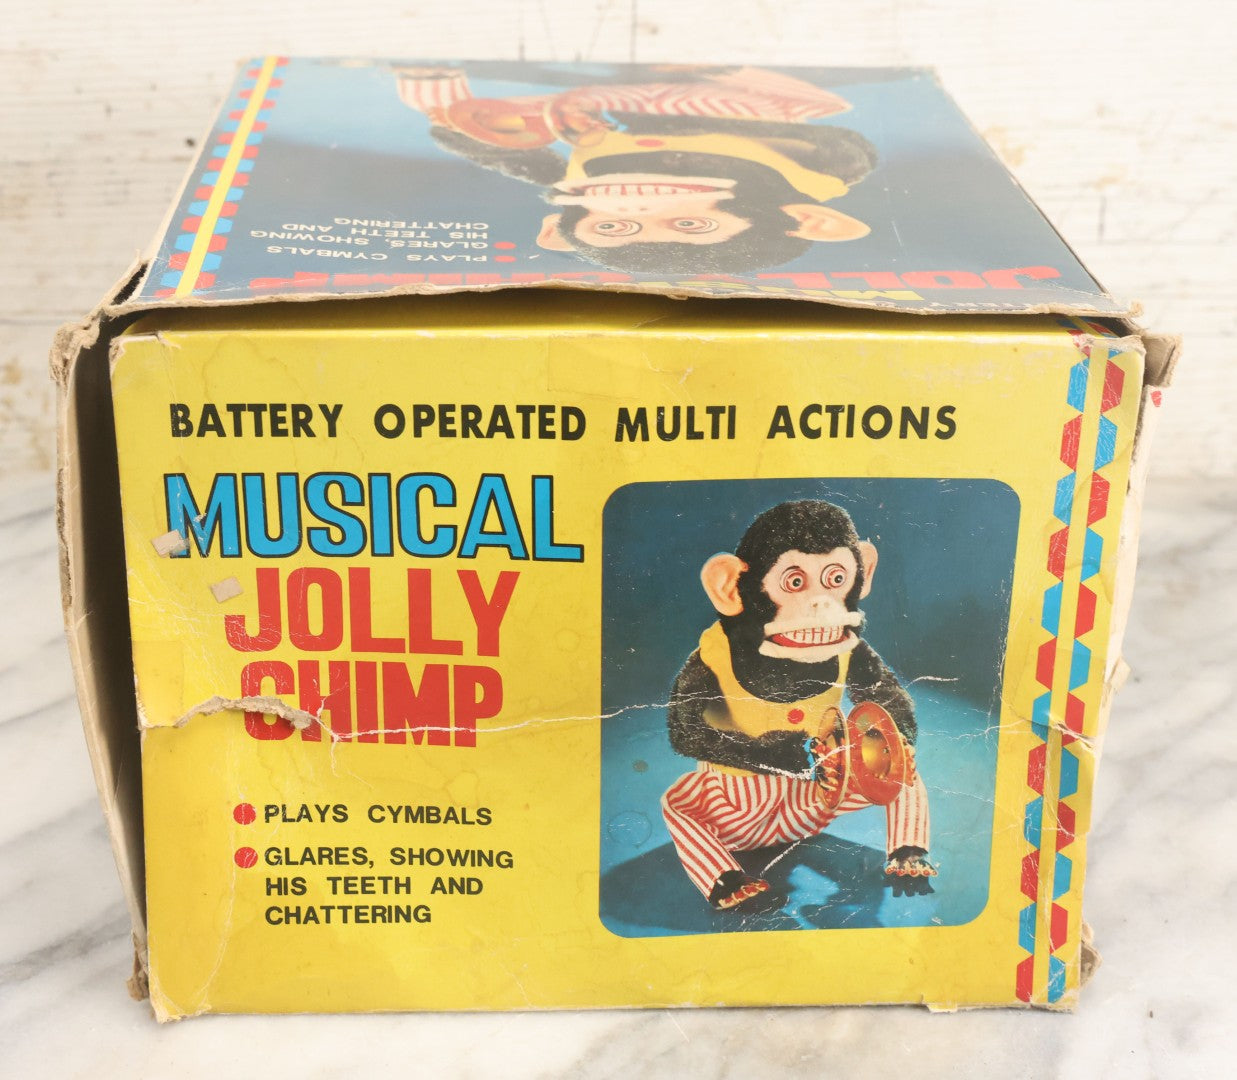 PLAYS CYMBALS
GLARES, SHOWING
HIS TEETH AND
CHATTERING
BATTERY OPERATED MULTI ACTIONS
MUSICAL
JOLLY
CHIMP
PLAYS CYMBALS
GLARES, SHOWING
HIS TEETH AND
CHATTERING